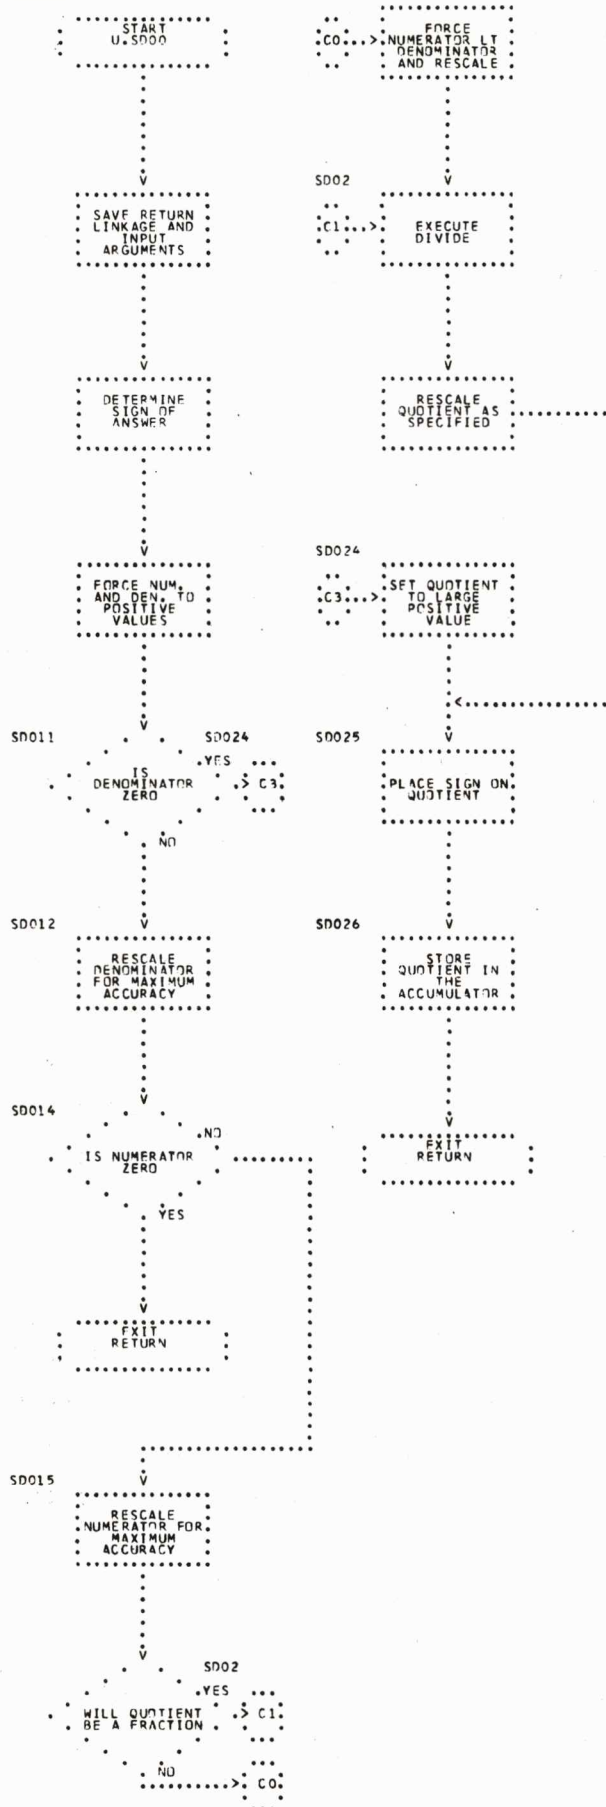 START
U.SD00
SAVE RETURN
LINKAGE AND
INPUT
ARGUMENTS
DETERMINE
SIGN OF
ANSWER
FORCE NUM.
AND DEN. TO
POSITIVE
VALUES
SD011
IS
DENOMINATOR
ZERO
SD024
YES
C3
NO
SD012
RESCALE
DENOMINATOR
FOR MAXIMUM
ACCURACY
SD014
IS NUMERATOR
ZERO
NO
YES
EXIT
RETURN
SD015
RESCALE
NUMERATOR FOR
MAXIMUM
ACCURACY
WILL QUOTIENT
BE A FRACTION
SD02
YES
C1
NO
C0
C0
FORCE
NUMERATOR LT
DENOMINATOR
AND RESCALE
SD02
C1
EXECUTE
DIVIDE
RESCALE
QUOTIENT AS
SPECIFIED
SD024
C3
SET QUOTIENT
TO LARGE
POSITIVE
VALUE
SD025
PLACE SIGN ON
QUOTIENT
SD026
STORE
QUOTIENT IN
THE
ACCUMULATOR
EXIT
RETURN